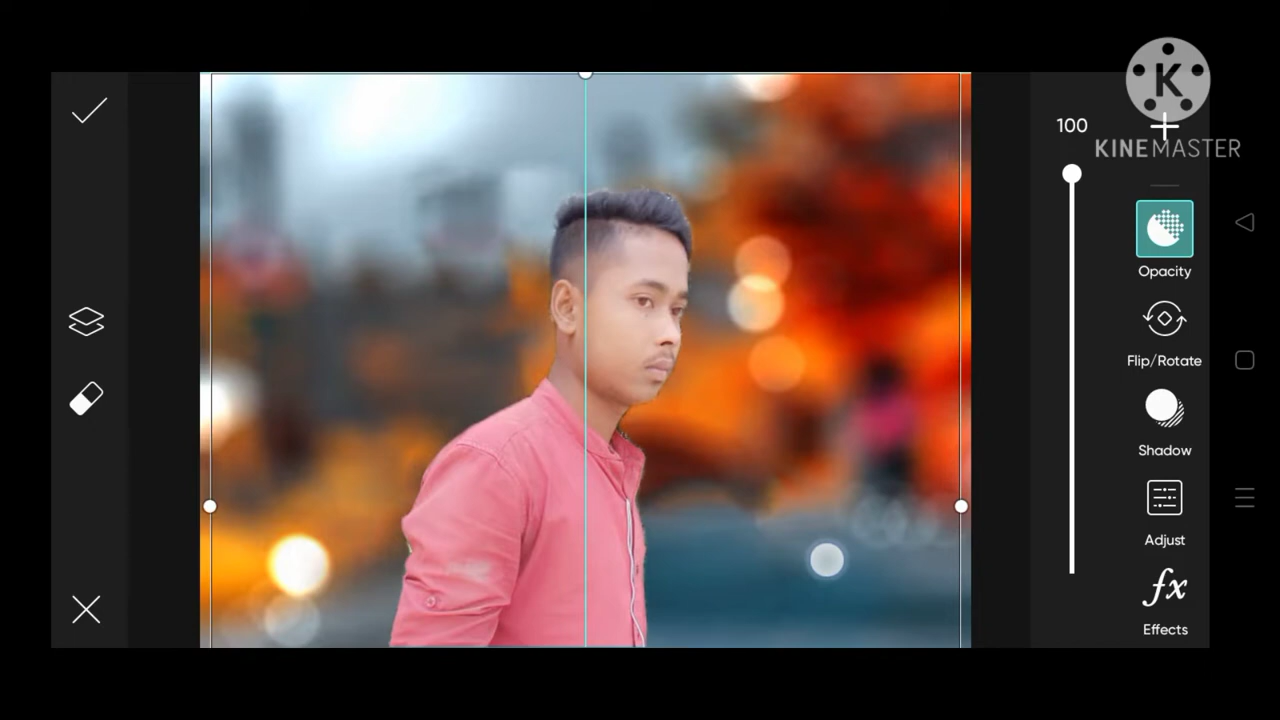 K
100
KINEMASTER
Opacity
Flip/Rotate
Shadow
Adjust
fx
Effects